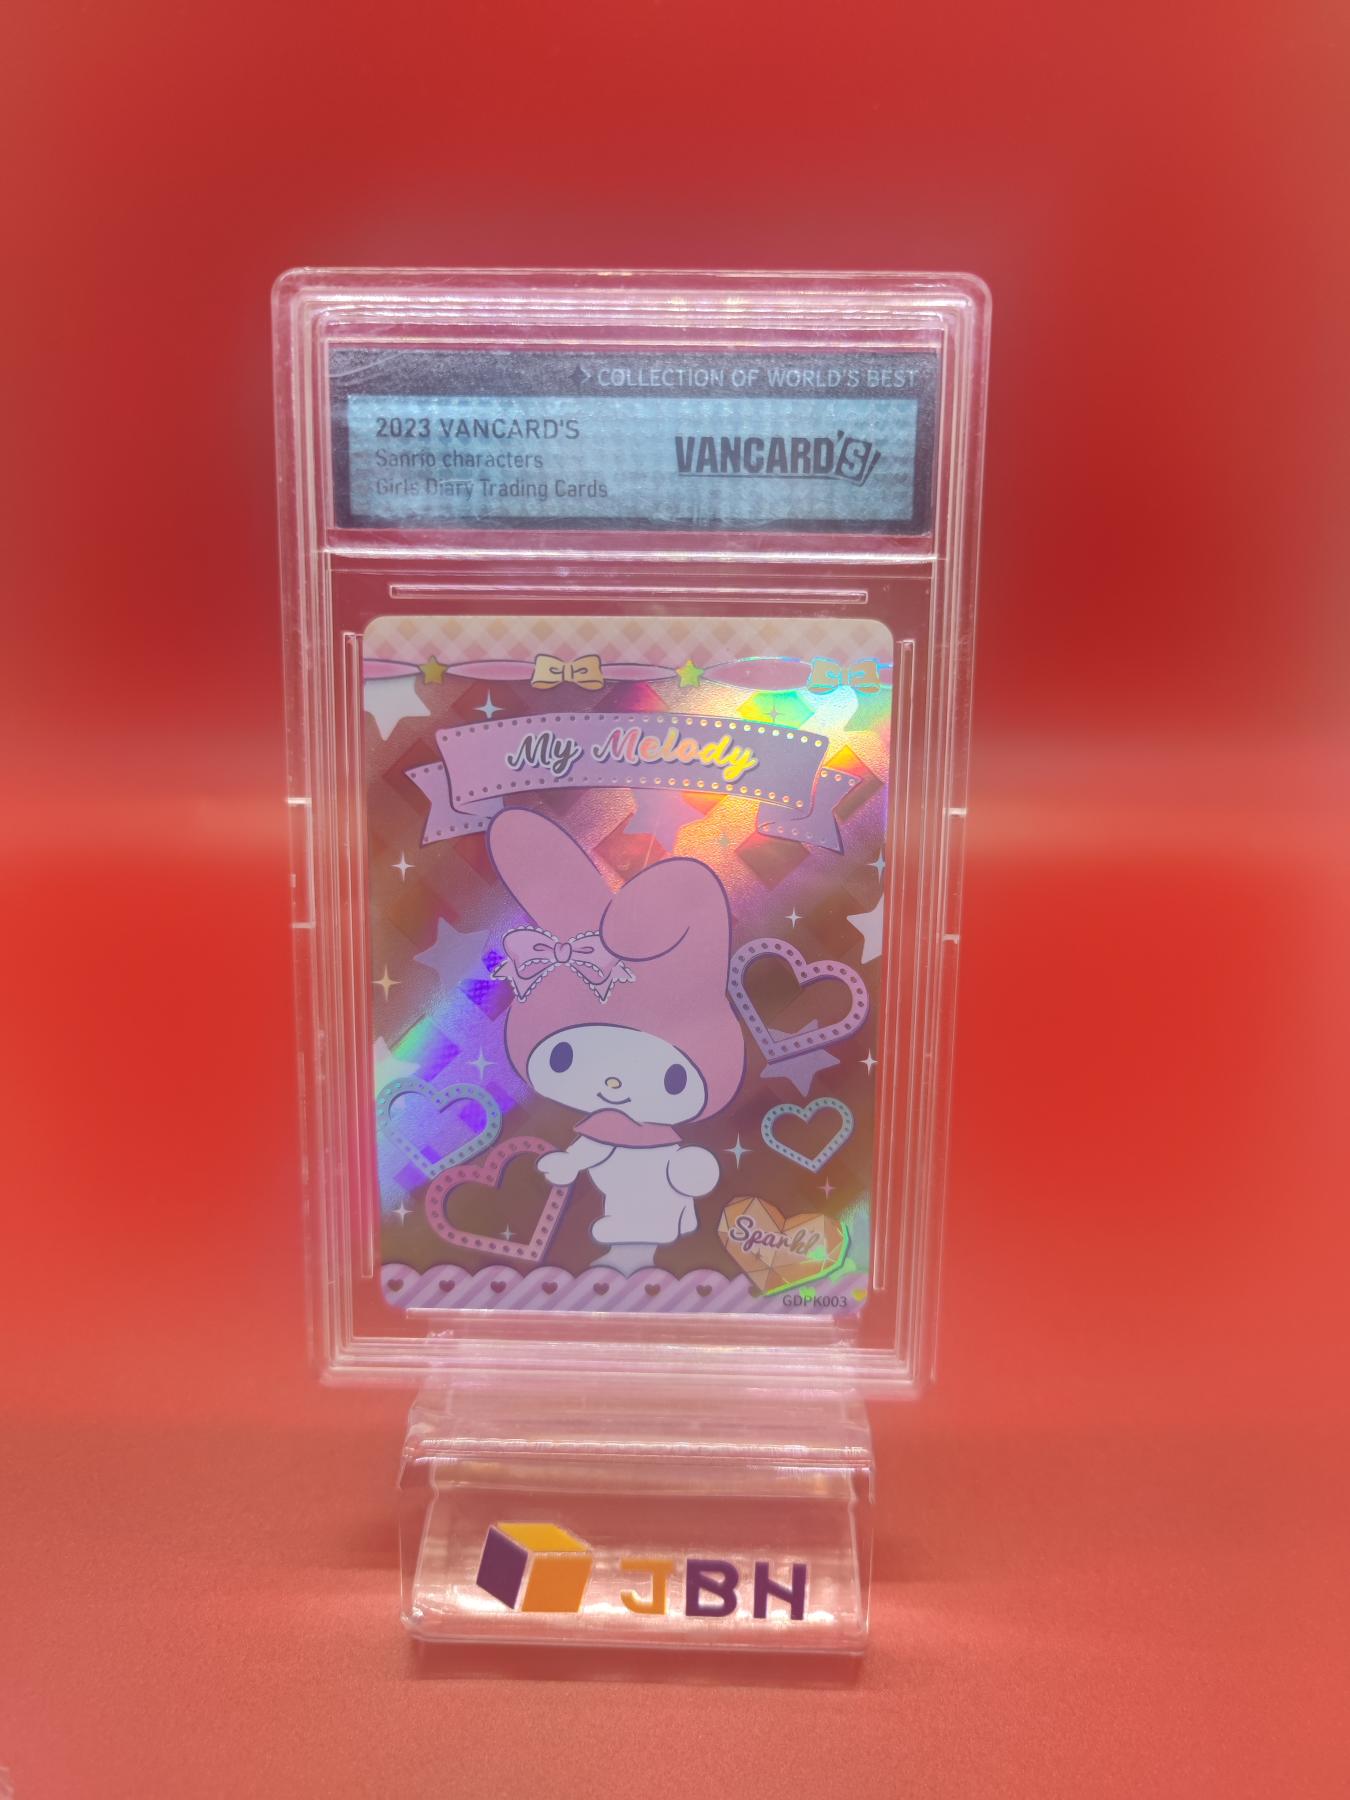 > COLLECTION OF WORLD'S BEST
2023 VANCARD'S
Sanrio characters
Girls Diary Trading Cards
VANCARD'S!
My Melody
Sparkl
GDPK003
JBH